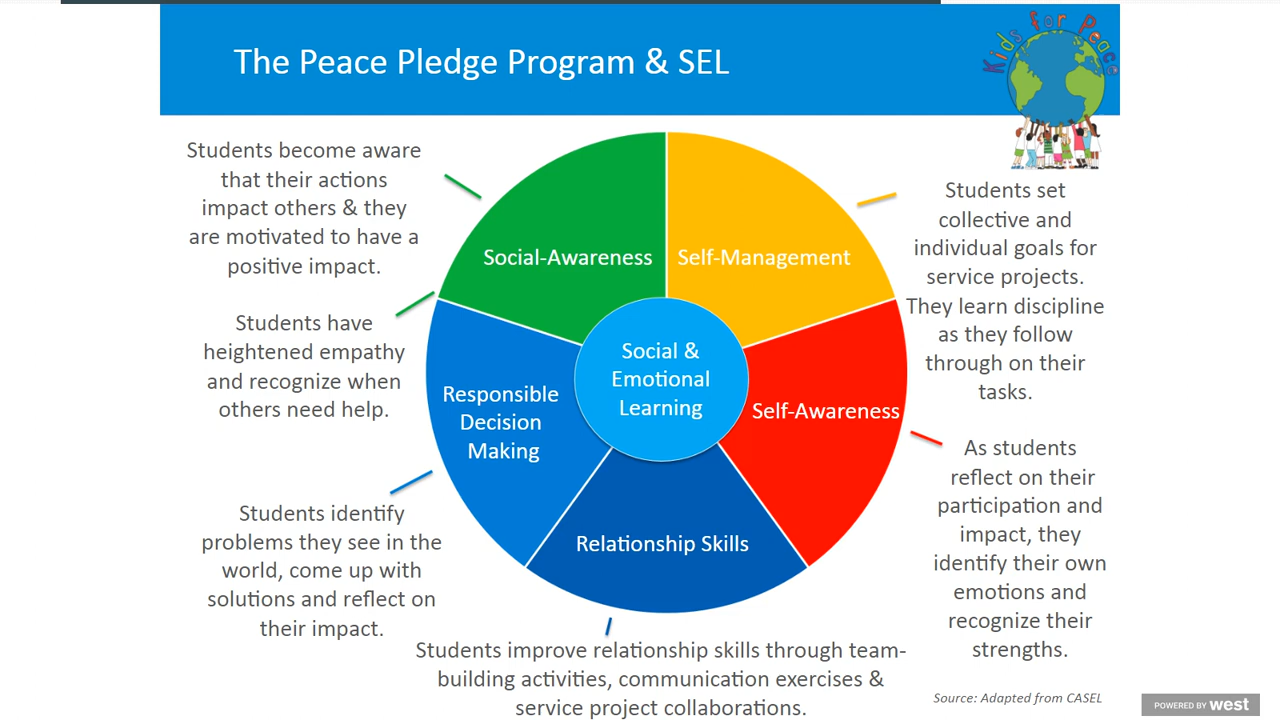 The Peace Pledge Program & SEL
Kids for Peace
Students become aware
that their actions
impact others & they
are motivated to have a
positive impact.
Students have
heightened empathy
and recognize when
others need help.
Students identify
problems they see in the
world, come up with
solutions and reflect on
their impact.
Social-Awareness
Self-Management
Responsible
Decision
Making
Social &
Emotional
Learning
Self-Awareness
Relationship Skills
Students set
collective and
individual goals for
service projects.
They learn discipline
as they follow
through on their
tasks.
As students
reflect on their
participation and
impact, they
identify their own
emotions and
recognize their
strengths.
Students improve relationship skills through team-
building activities, communication exercises &
service project collaborations.
Source: Adapted from CASEL
POWERED BY west